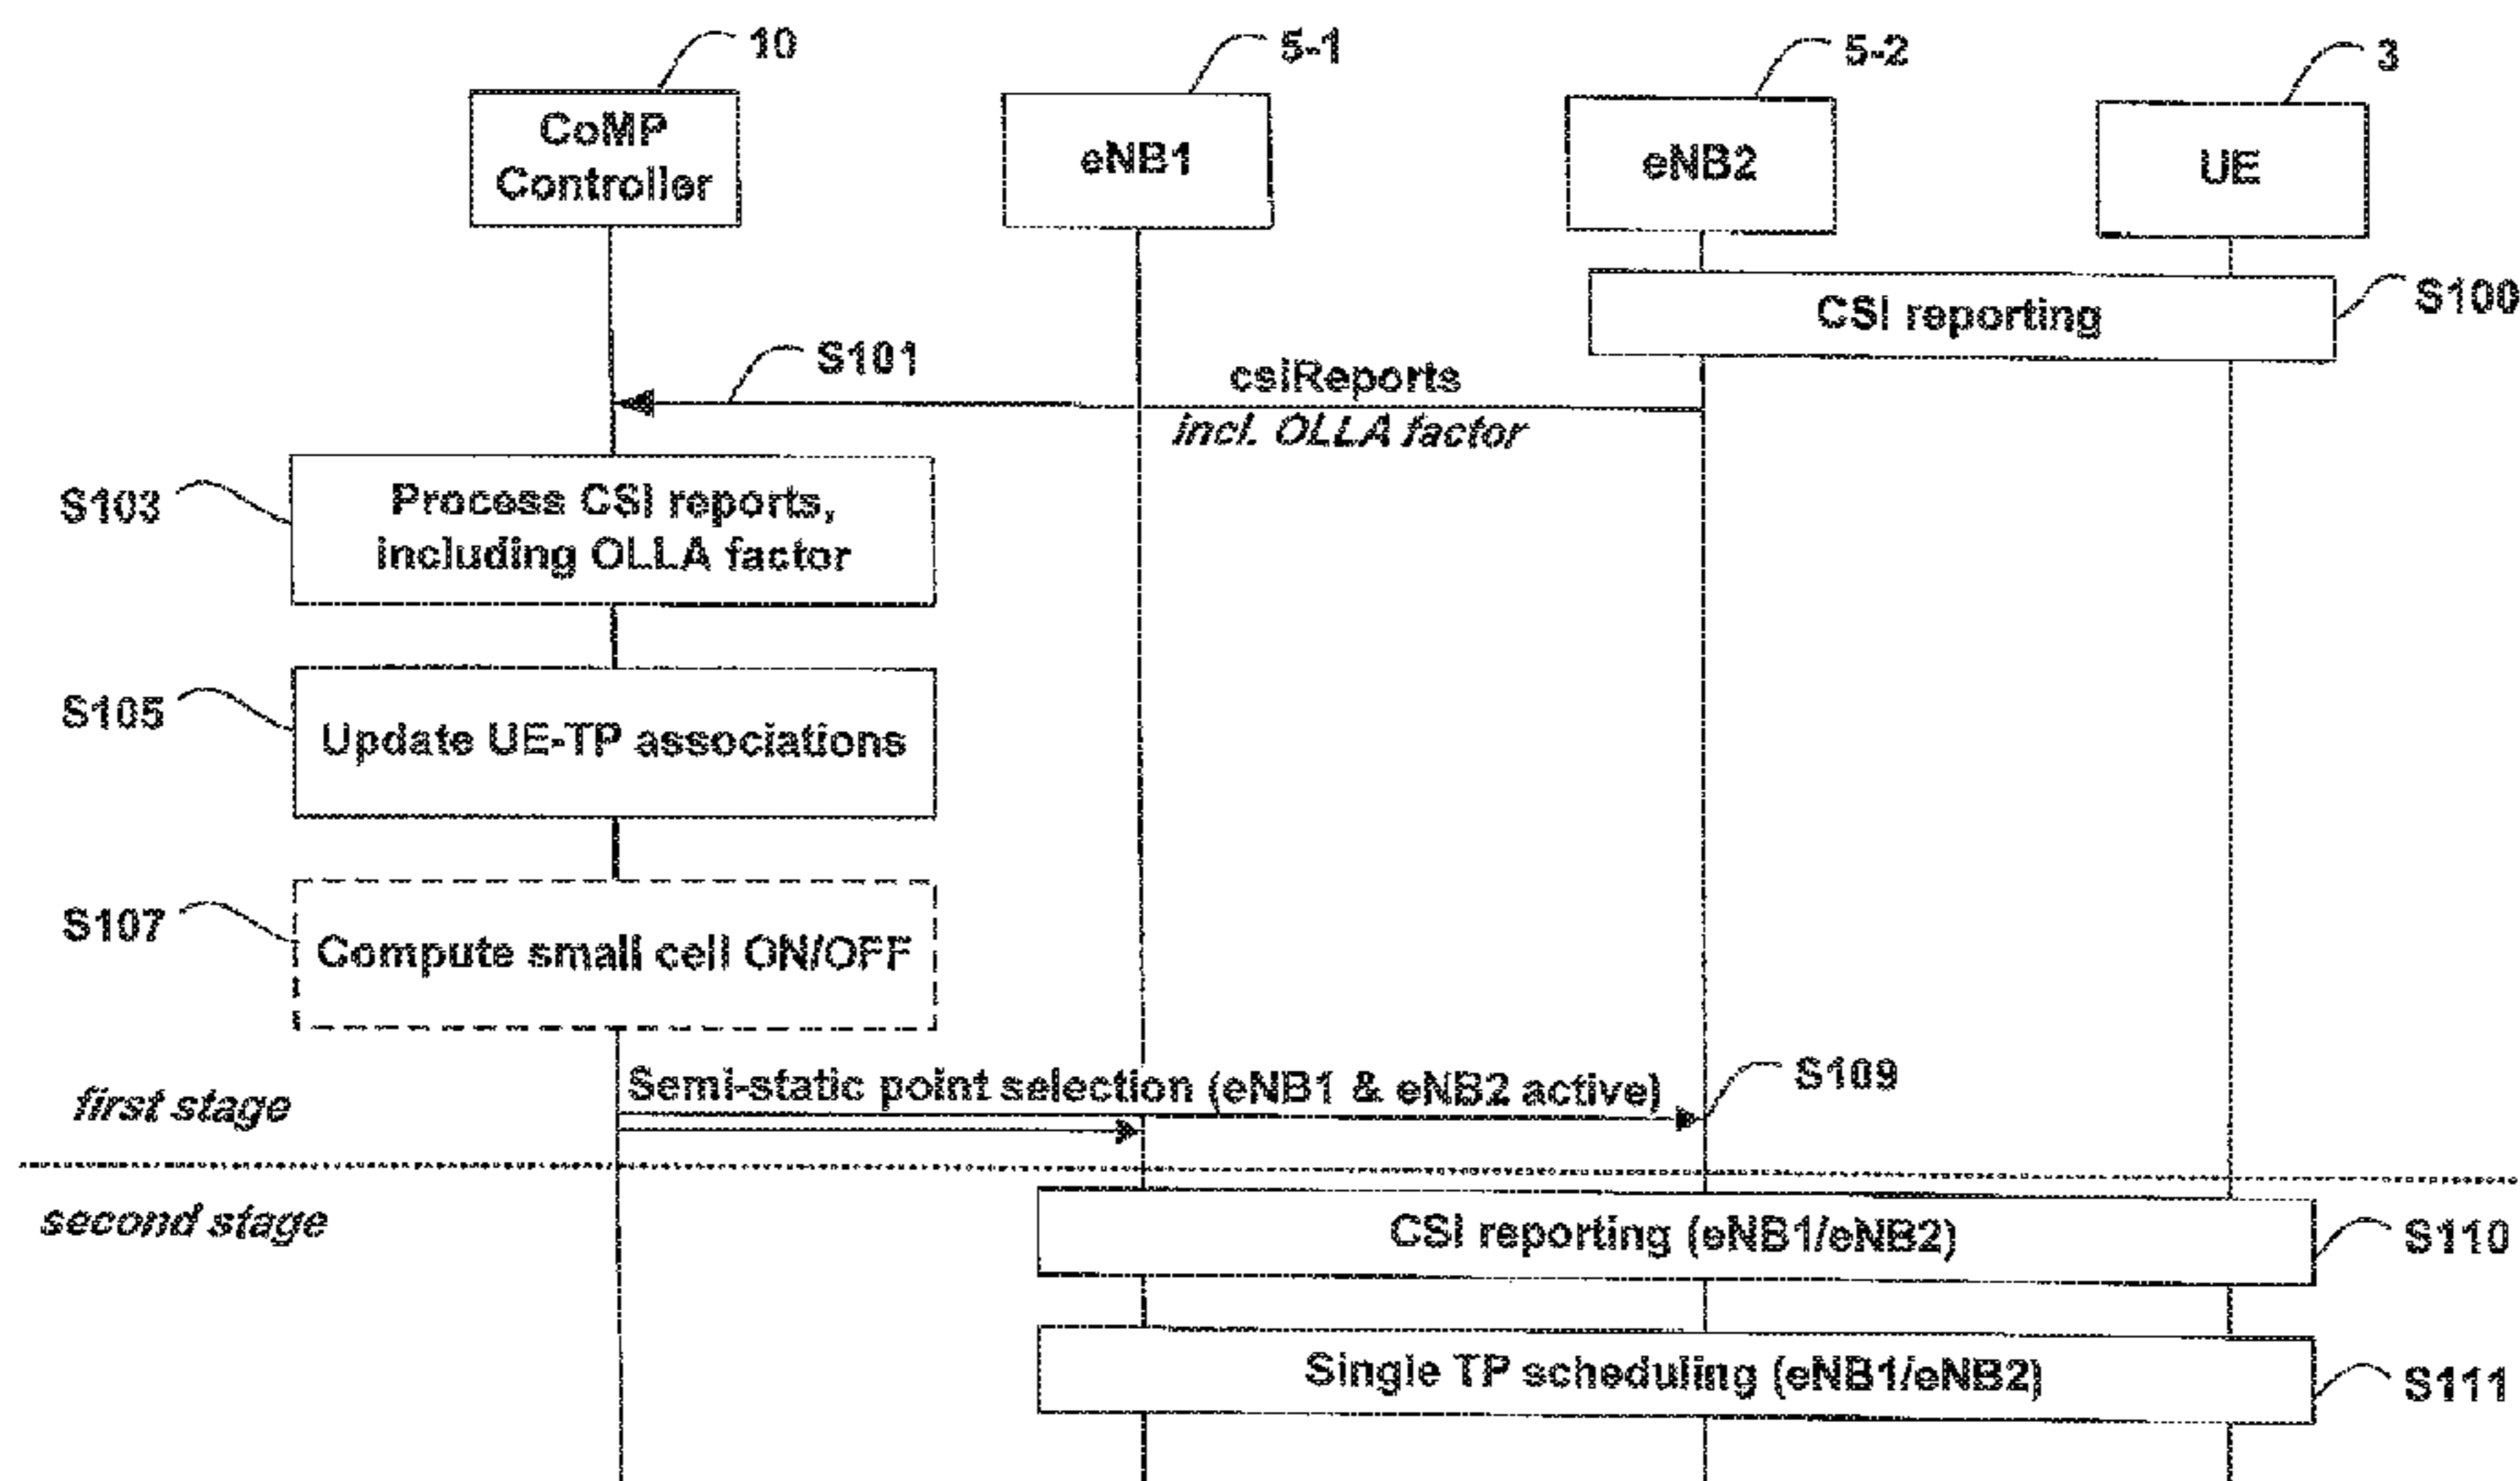 10
5-1
5-2
3
CoMP
Controller
eNB1
eNB2
UE
CSI reporting
S100
S101
csiReports
incl. OLLA factor
S103
Process CSI reports,
including OLLA factor
S105
Update UE-TP associations
S107
Compute small cell ON/OFF
first stage
Semi-static point selection (eNB1 & eNB2 active)
S109
second stage
CSI reporting (eNB1/eNB2)
S110
Single TP scheduling (eNB1/eNB2)
S111